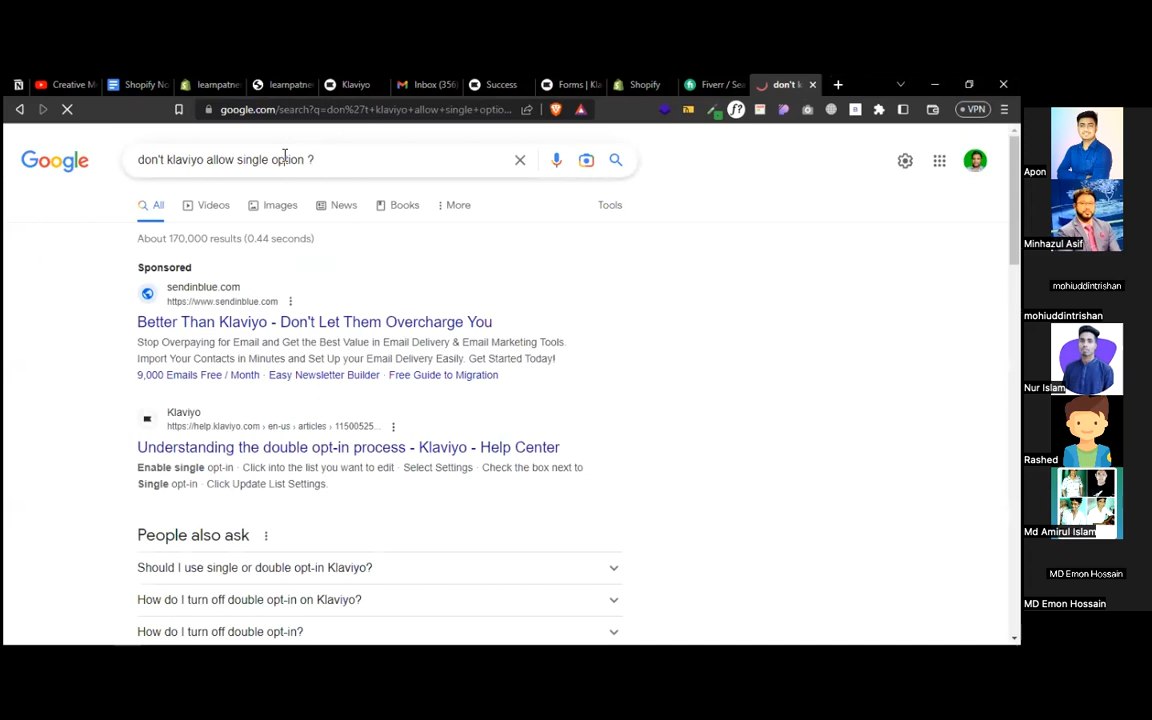 Creative M
Shopify No
learnpatne
learnpatne
Klaviyo
Inbox (356)
Success
Forms | Kla
Shopify
Fiverr / Sea
don't k
google.com/search?q=don%27t+klaviyo+allow+single+optio...
VPN
Google
don't klaviyo allow single option ?
All
Videos
Images
News
Books
More
Tools
About 170,000 results (0.44 seconds)
Sponsored
sendinblue.com
https://www.sendinblue.com
Better Than Klaviyo - Don't Let Them Overcharge You
Stop Overpaying for Email and Get the Best Value in Email Delivery & Email Marketing Tools.
Import Your Contacts in Minutes and Set Up your Email Delivery Easily. Get Started Today!
9,000 Emails Free / Month · Easy Newsletter Builder · Free Guide to Migration
Klaviyo
https://help.klaviyo.com › en-us › articles › 11500525...
Understanding the double opt-in process - Klaviyo - Help Center
Enable single opt-in · Click into the list you want to edit · Select Settings · Check the box next to
Single opt-in · Click Update List Settings.
People also ask
Should I use single or double opt-in Klaviyo?
How do I turn off double opt-in on Klaviyo?
How do I turn off double opt-in?
Apon
Minhazul Asif
mohiuddintrishan
mohiuddintrishan
Nur Islam
Rashed
Md Amirul Islam
MD Emon Hossain
MD Emon Hossain